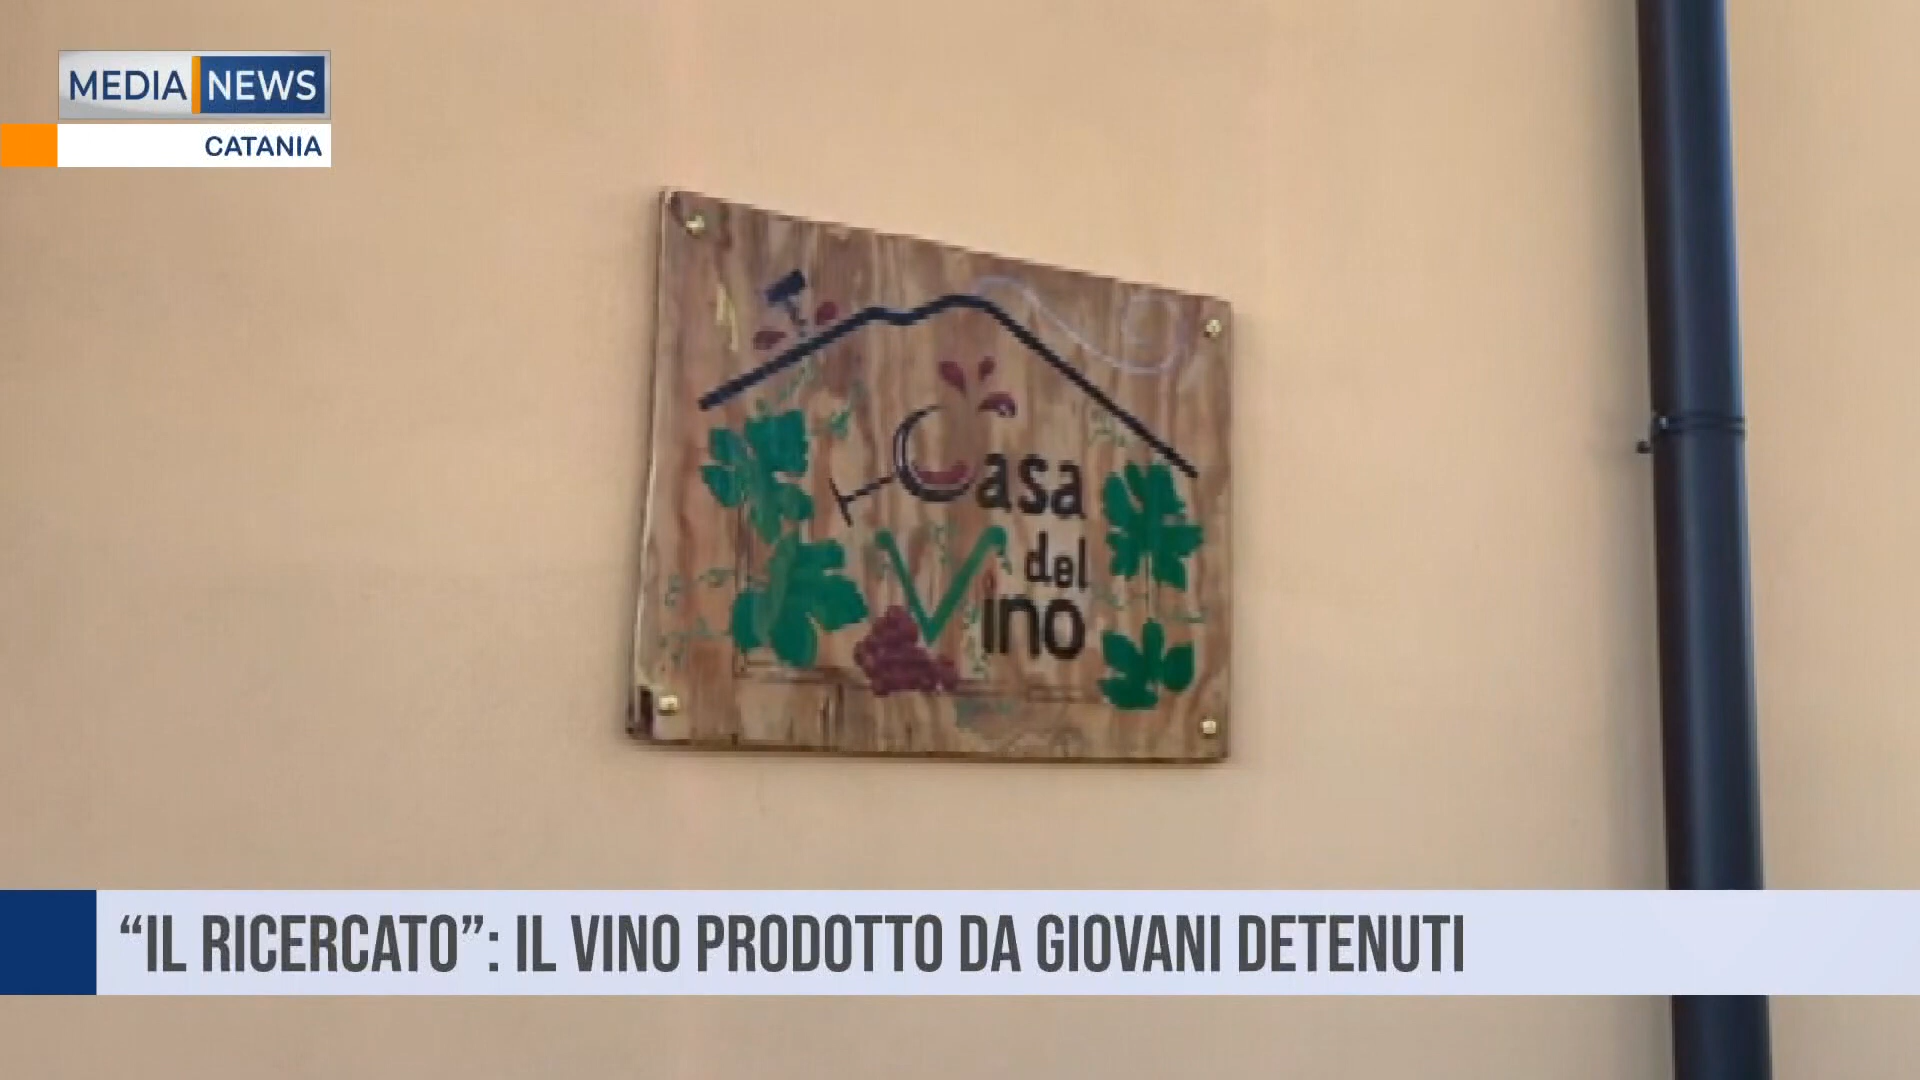 MEDIA NEWS
CATANIA
Casa
del
Vino
“IL RICERCATO”: IL VINO PRODOTTO DA GIOVANI DETENUTI